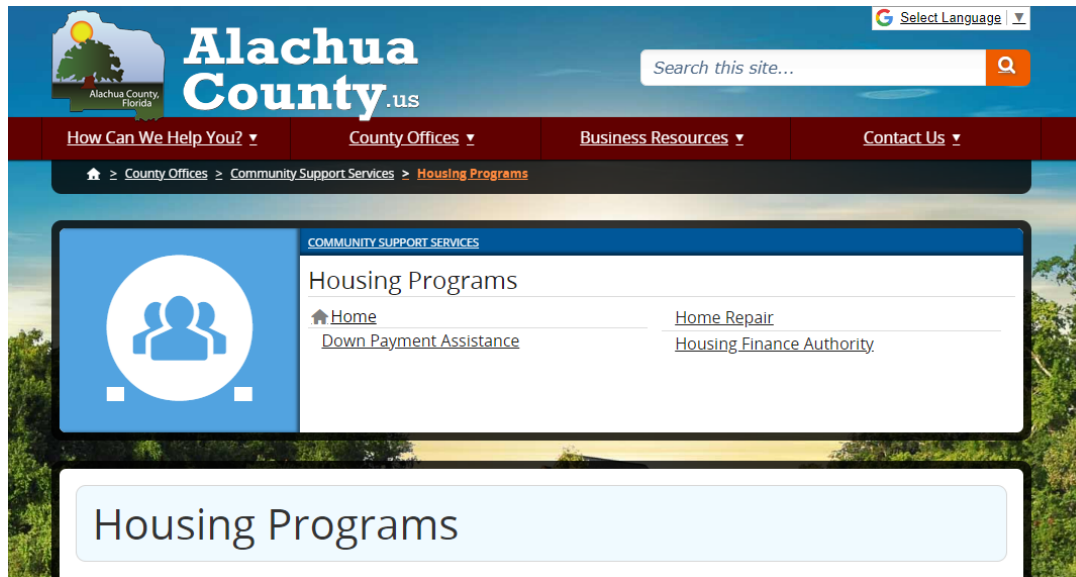 Select Language ▼
Alachua
County.us
Alachua County,
Florida
Search this site...
How Can We Help You? ▼ County Offices ▼ Business Resources ▼ Contact Us ▼
> County Offices > Community Support Services > Housing Programs
COMMUNITY SUPPORT SERVICES
Housing Programs
Home
Home Repair
Down Payment Assistance
Housing Finance Authority
Housing Programs